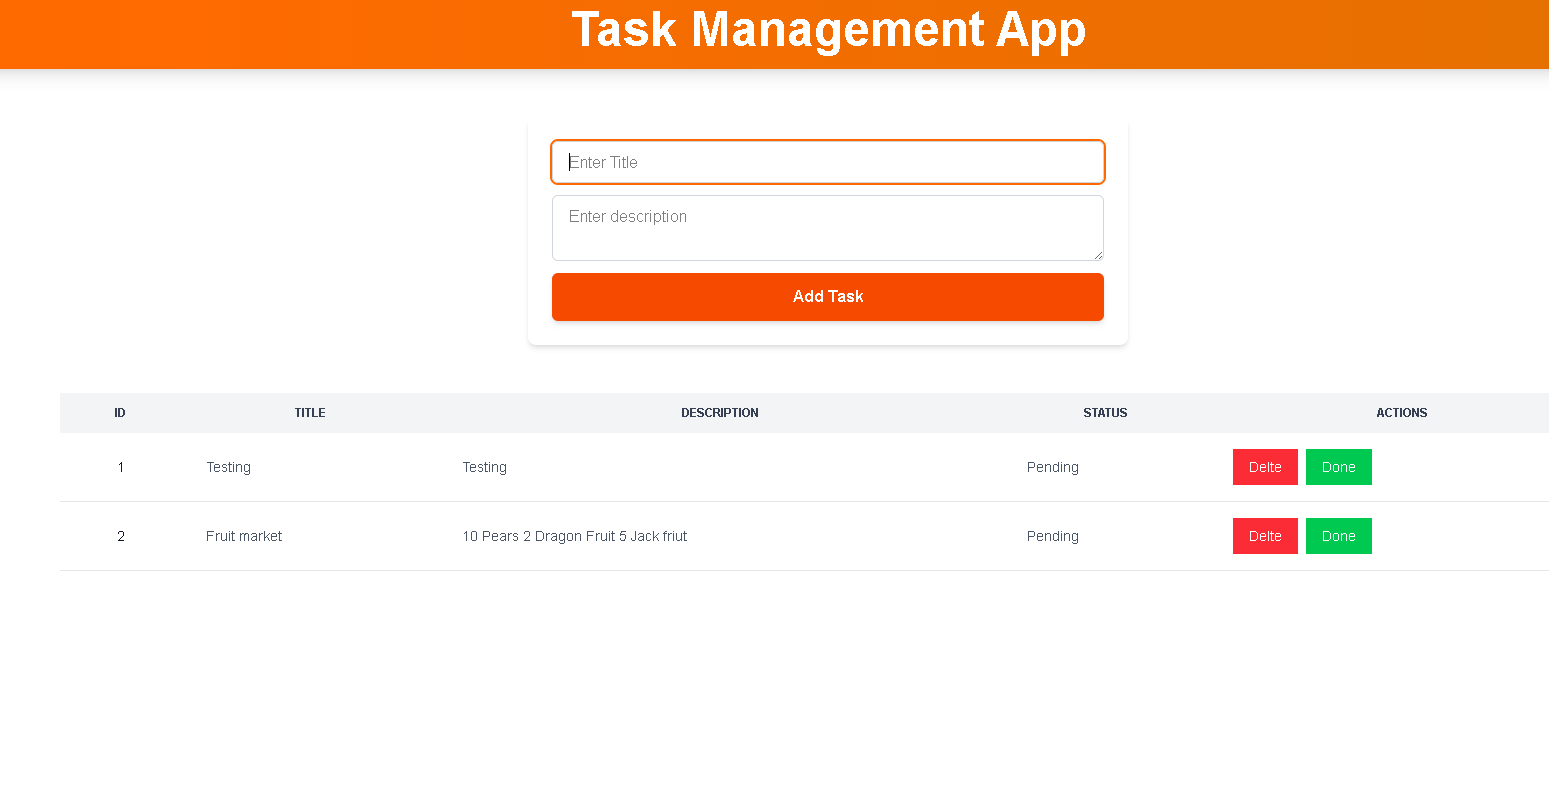 Task Management App
Enter Title
Enter description
Add Task
ID TITLE DESCRIPTION STATUS ACTIONS
1 Testing Testing Pending Delte Done
2 Fruit market 10 Pears 2 Dragon Fruit 5 Jack friut Pending Delte Done